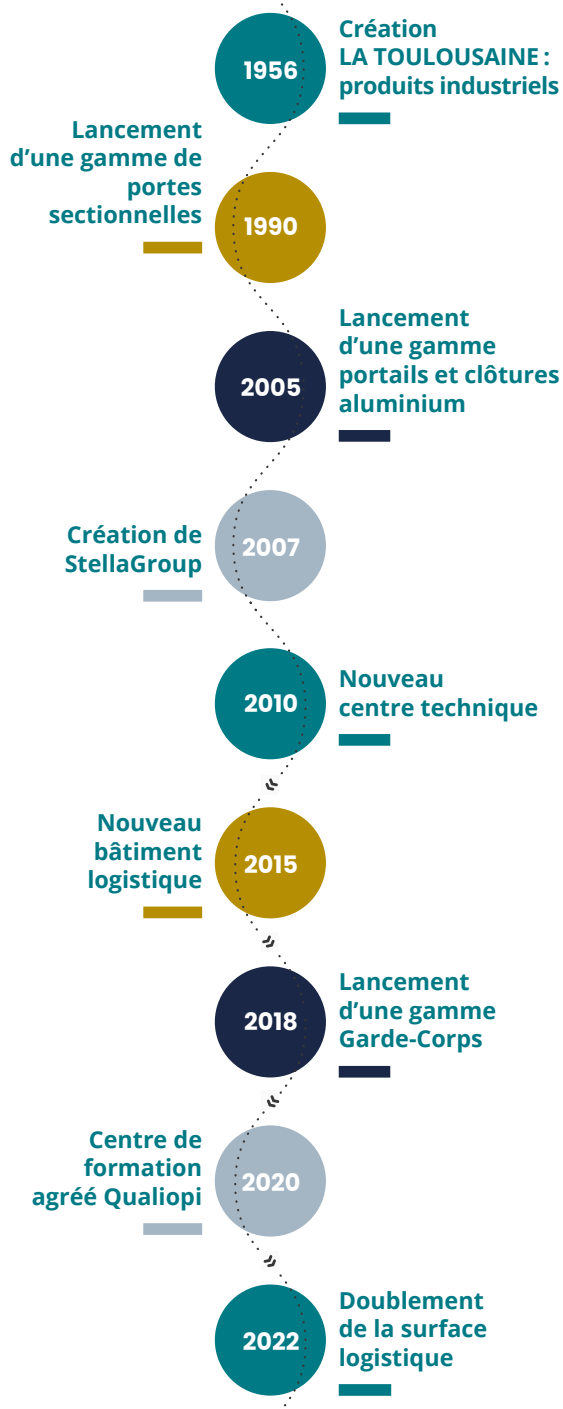 1956
Création
LA TOULOUSAINE :
produits industriels
Lancement
d’une gamme de
portes
sectionnelles
1990
Lancement
d’une gamme
portails et clôtures
aluminium
2005
Création de
StellaGroup
2007
2010
Nouveau
centre technique
Nouveau
bâtiment
logistique
2015
2018
Lancement
d’une gamme
Garde-Corps
Centre de
formation
agréé Qualiopi
2020
2022
Doublement
de la surface
logistique